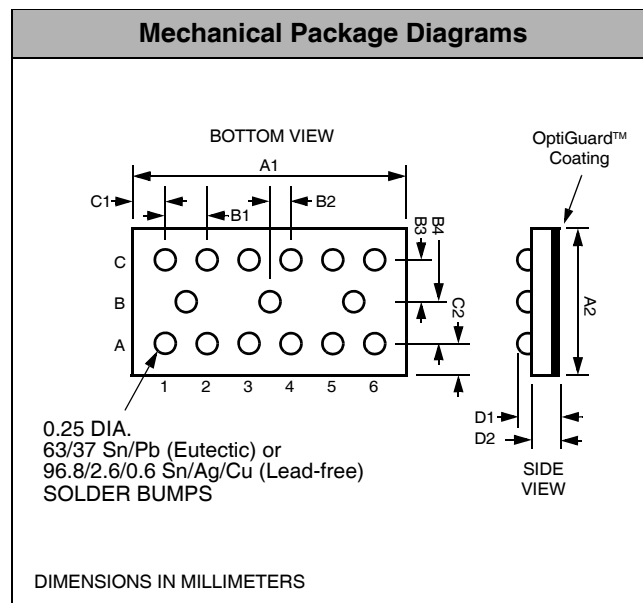 Mechanical Package Diagrams
BOTTOM VIEW
OptiGuard™
Coating
A1
C1
B1
B2
B3
B4
C
B
A
C2
A2
1 2 3 4 5 6
D1
D2
0.25 DIA.
63/37 Sn/Pb (Eutectic) or
96.8/2.6/0.6 Sn/Ag/Cu (Lead-free)
SOLDER BUMPS
SIDE
VIEW
DIMENSIONS IN MILLIMETERS